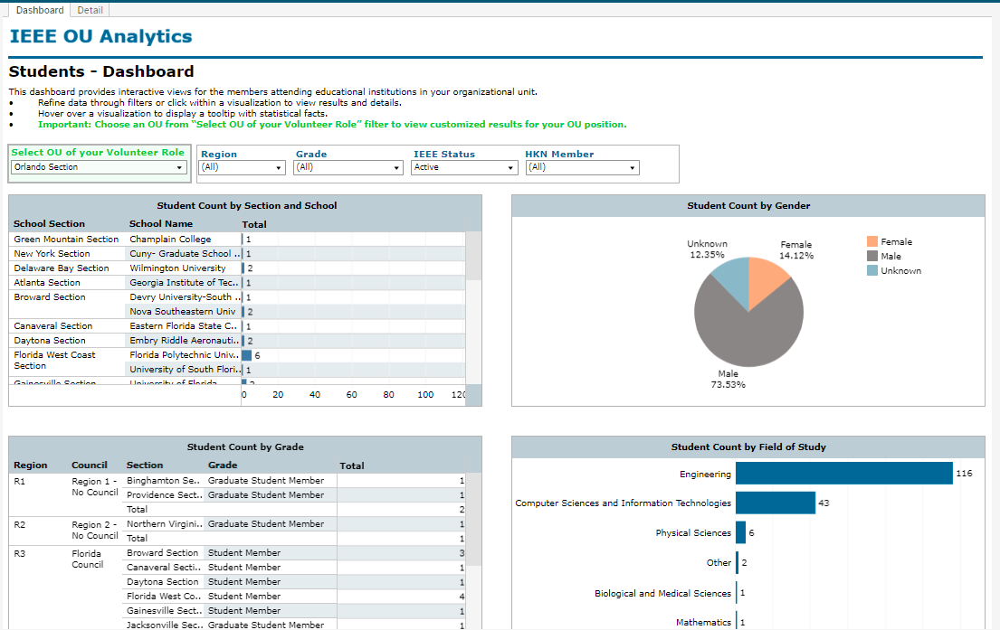 Dashboard Detail
IEEE OU Analytics
Students - Dashboard
This dashboard provides interactive views for the members attending educational institutions in your organizational unit.
• Refine data through filters or click within a visualization to view results and details.
• Hover over a visualization to display a tooltip with statistical facts.
• Important: Choose an OU from “Select OU of your Volunteer Role” filter to view customized results for your OU position.
Select OU of your Volunteer Role Region Grade IEEE Status HKN Member
Orlando Section (All) (All) Active (All)
Student Count by Section and School
School Section School Name Total
Green Mountain Section Champlain College 1
New York Section Cuny- Graduate School .. 1
Delaware Bay Section Wilmington University 2
Atlanta Section Georgia Institute of Tec.. 1
Broward Section Devry University-South .. 1
Nova Southeastern Univ 2
Canaveral Section Eastern Florida State C.. 1
Daytona Section Embry Riddle Aeronauti.. 2
Florida West Coast Florida Polytechnic Univ.. 6
Section
University of South Flori.. 1
Gainesville Section University of Florida 2
0 20 40 60 80 100 120
Student Count by Gender
Unknown
12.35%
Female
14.12%
Male
73.53%
Female
Male
Unknown
Student Count by Grade
Region Council Section Grade Total
R1 Region 1 - Binghamton Se.. Graduate Student Member 1
No Council Providence Sect.. Graduate Student Member 1
Total 2
R2 Region 2 - Northern Virgini.. Graduate Student Member 1
No Council Total 1
R3 Florida Broward Section Student Member 3
Council Canaveral Secti.. Student Member 1
Daytona Section Student Member 1
Florida West Co.. Student Member 4
Gainesville Sect.. Student Member 1
Jacksonville Sec.. Graduate Student Member 1
Student Count by Field of Study
Engineering 116
Computer Sciences and Information Technologies 43
Physical Sciences 6
Other 2
Biological and Medical Sciences 1
Mathematics 1